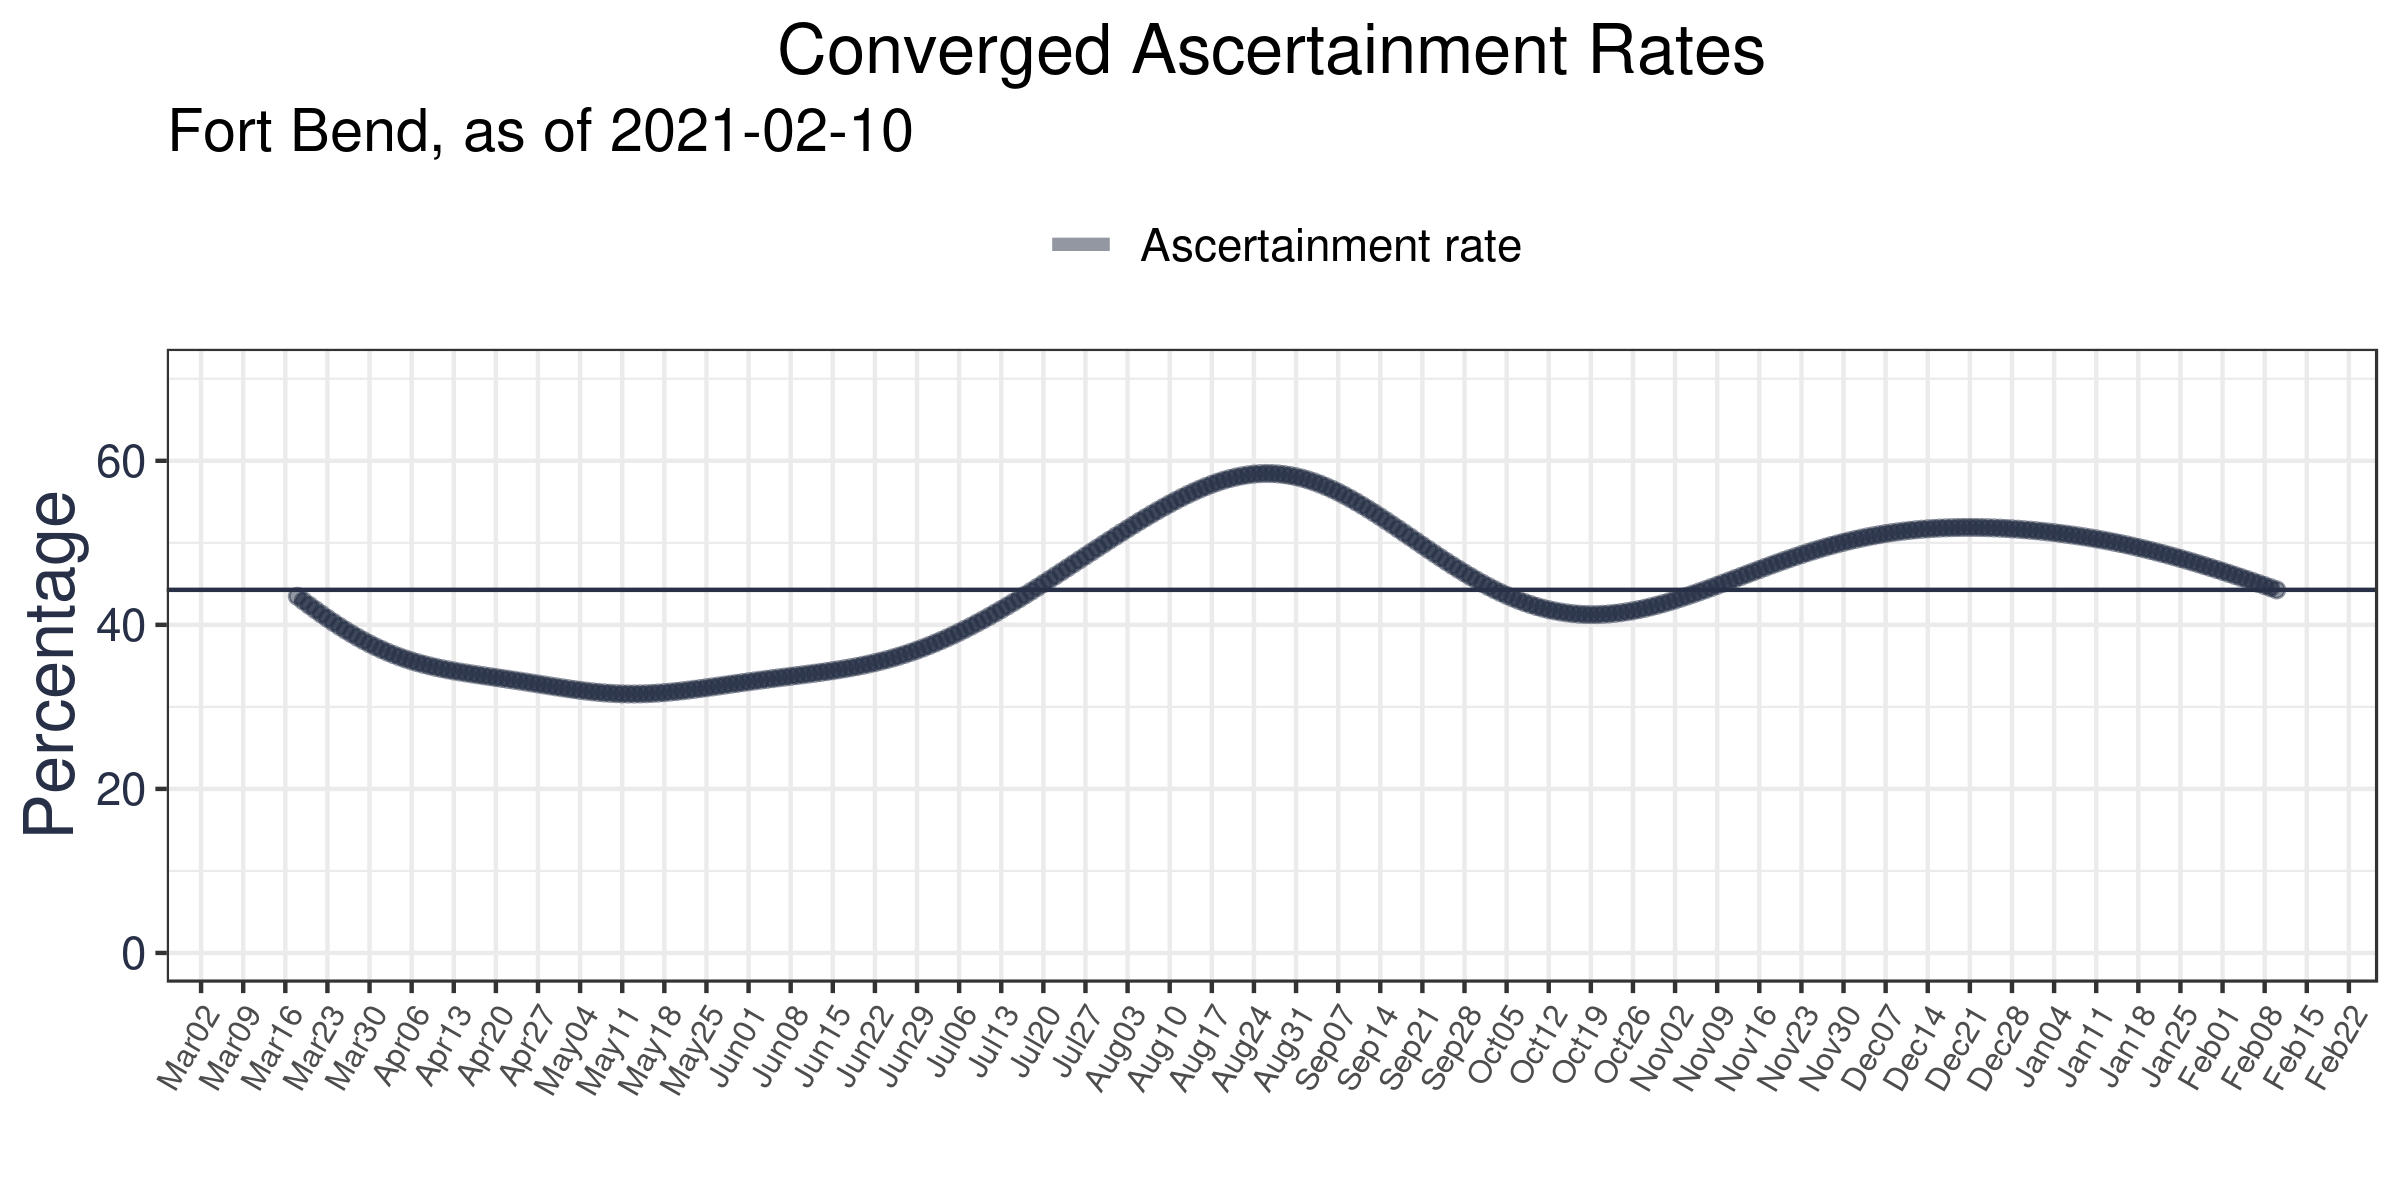 Converged Ascertainment Rates
Fort Bend, as of 2021-02-10
Ascertainment rate
Percentage
60
40
20
0
Mar02 Mar09 Mar16 Mar23 Mar30 Apr06 Apr13 Apr20 Apr27 May04 May11 May18 May25 Jun01 Jun08 Jun15 Jun22 Jun29 Jul06 Jul13 Jul20 Jul27 Aug03 Aug10 Aug17 Aug24 Aug31 Sep07 Sep14 Sep21 Sep28 Oct05 Oct12 Oct19 Oct26 Nov02 Nov09 Nov16 Nov23 Nov30 Dec07 Dec14 Dec21 Dec28 Jan04 Jan11 Jan18 Jan25 Feb01 Feb08 Feb15 Feb22